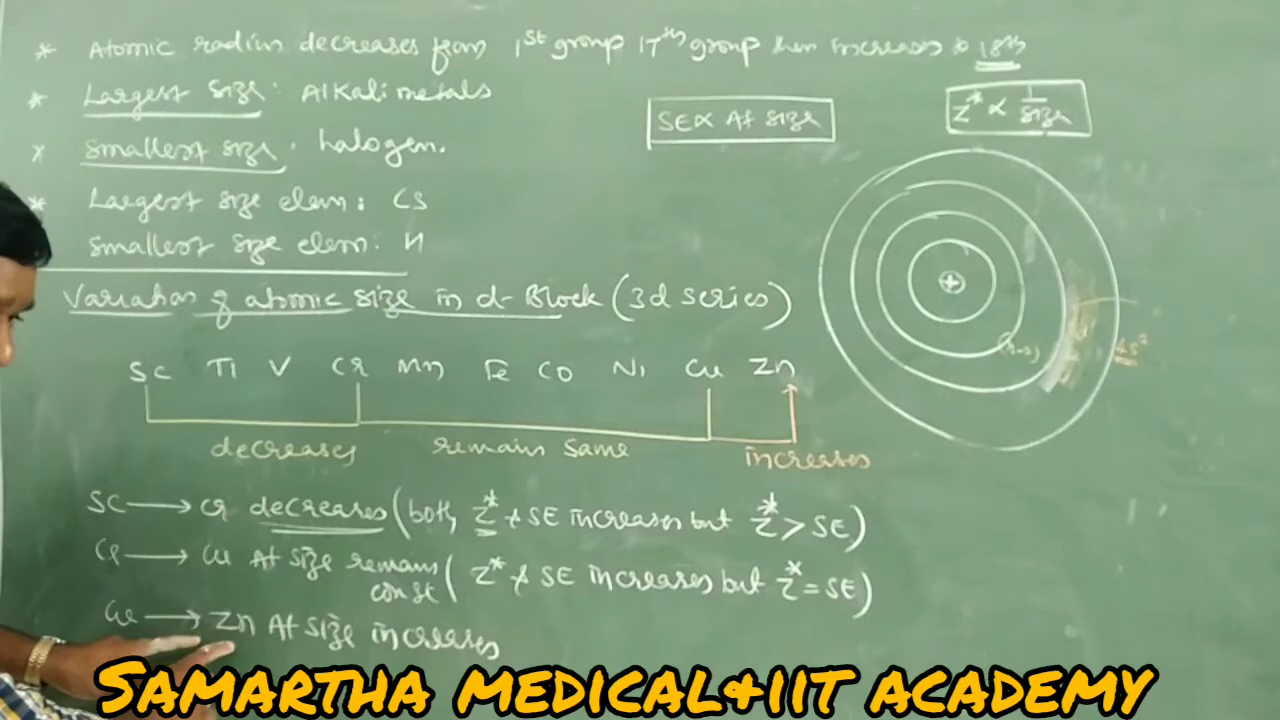 * Atomic radius decreases from 1st group 17th group then increases to 18th
* Largest size: Alkali metals
* smallest size: halogen.
* Largest size elem: Cs
smallest size elem: H
SE ∝ At size
Z* ∝ 1/size
Variation of atomic size in d-Block (3d series)
Sc Ti V Cr Mn Fe Co Ni Cu Zn
decreases remain same increases
Sc → Cr decreases (both Z* & SE increases but Z* > SE)
Cr → Cu At size remains const (Z* & SE increases but Z* = SE)
Cu → Zn At size increases
4s²
SAMARTHA MEDICAL&IIT ACADEMY